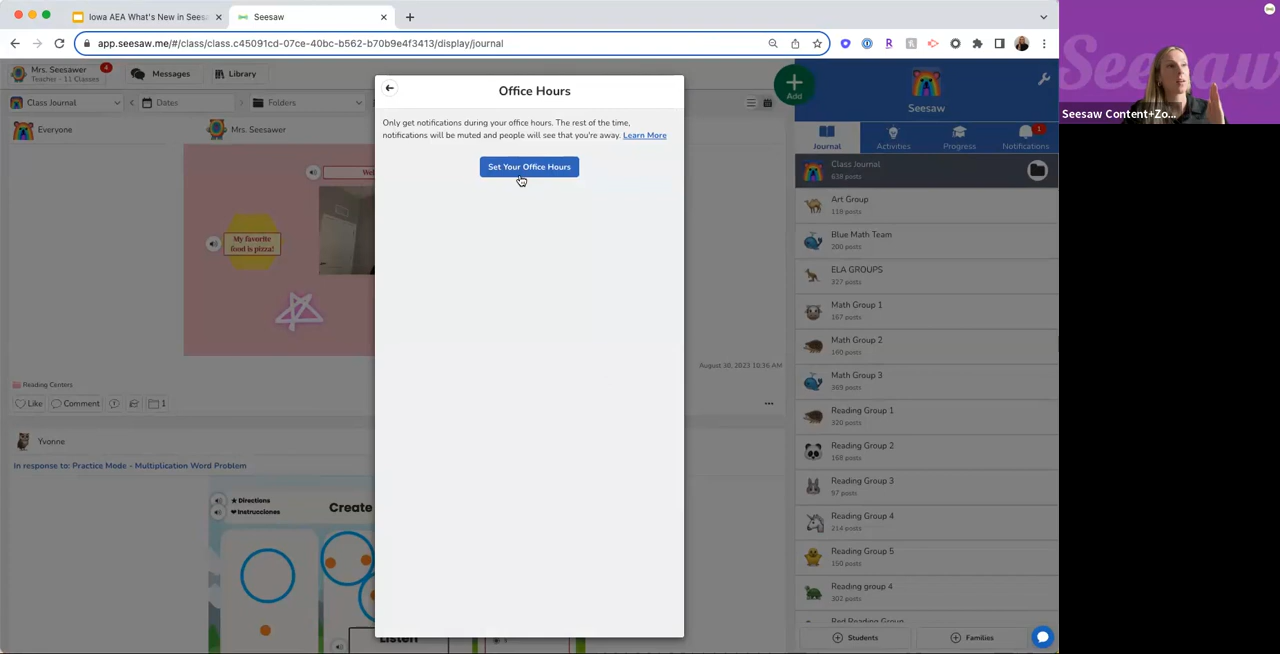 Iowa AEA What's New in Sees
Seesaw
app.seesaw.me/#/class/class.c45091cd-07ce-40bc-b562-b70b9e4f3413/display/journal
Mrs. Seesawer
Teacher - 11 Classes
4
Messages
Library
Class Journal
Dates
Folders
Everyone
Mrs. Seesawer
My favorite
food is pizza!
August 30, 2023 10:36 AM
Reading Centers
Like
Comment
1
Yvonne
In response to: Practice Mode - Multiplication Word Problem
Directions
Instrucciones
Create
Listen
Office Hours
Only get notifications during your office hours. The rest of the time,
notifications will be muted and people will see that you're away. Learn More
Set Your Office Hours
Add
Seesaw
Journal
Activities
Progress
Notifications
1
Class Journal
638 posts
Art Group
118 posts
Blue Math Team
200 posts
ELA GROUPS
327 posts
Math Group 1
167 posts
Math Group 2
180 posts
Math Group 3
369 posts
Reading Group 1
320 posts
Reading Group 2
168 posts
Reading Group 3
97 posts
Reading Group 4
214 posts
Reading Group 5
150 posts
Reading group 4
302 posts
Red Reading Group
Students
Families
Seesaw
Seesaw Content+Zo...